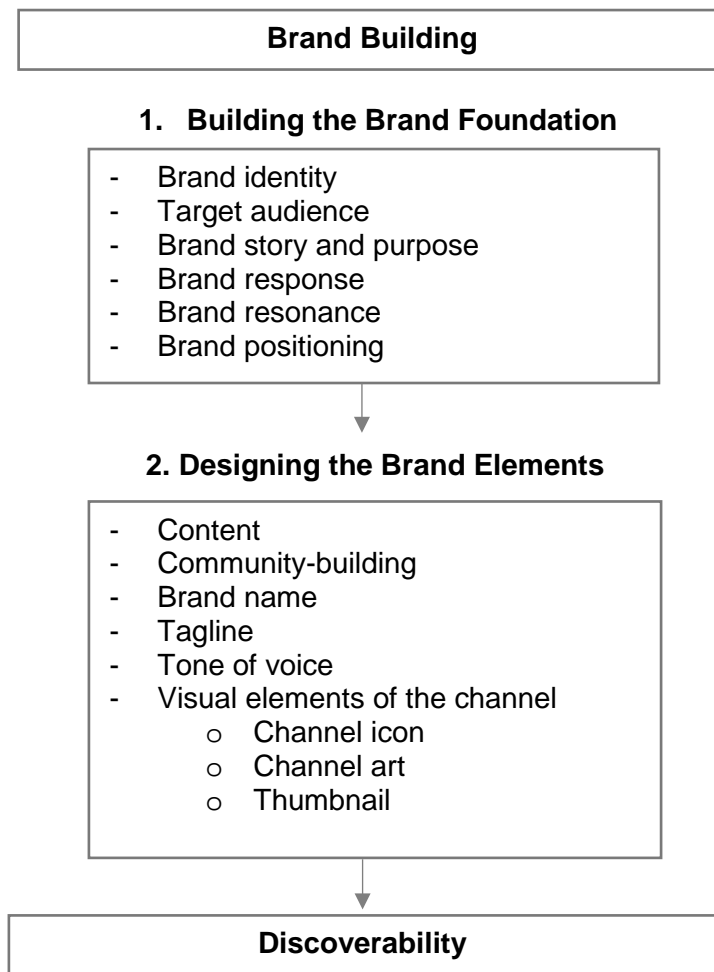 Brand Building
1. Building the Brand Foundation
- Brand identity
- Target audience
- Brand story and purpose
- Brand response
- Brand resonance
- Brand positioning
2. Designing the Brand Elements
- Content
- Community-building
- Brand name
- Tagline
- Tone of voice
- Visual elements of the channel
o Channel icon
o Channel art
o Thumbnail
Discoverability